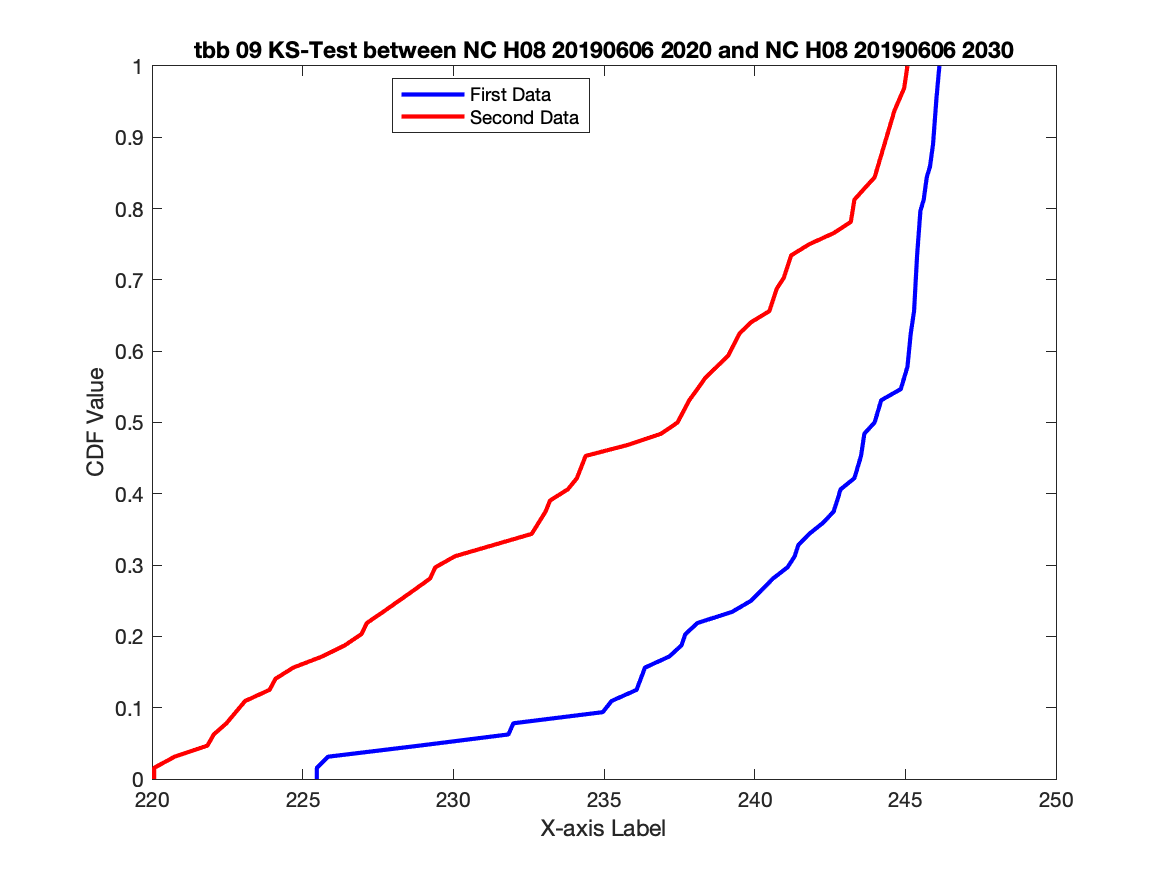 tbb 09 KS-Test between NC H08 20190606 2020 and NC H08 20190606 2030
First Data
Second Data
1
0.9
0.8
0.7
0.6
0.5
0.4
0.3
0.2
0.1
0
CDF Value
220 225 230 235 240 245 250
X-axis Label